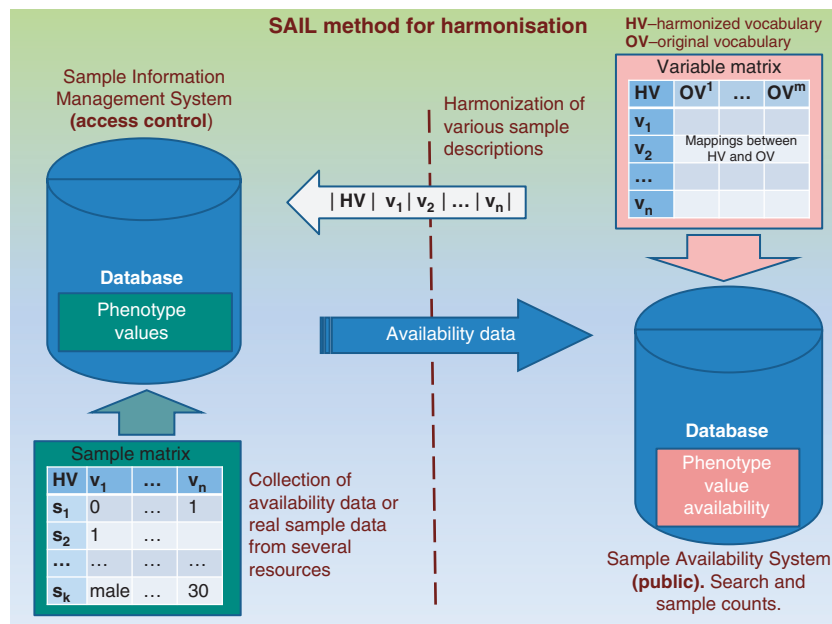 SAIL method for harmonisation
HV–harmonized vocabulary
OV–original vocabulary
Sample Information
Management System
(access control)
Database
Phenotype
values
Harmonization of
various sample
descriptions
| HV | v1 | v2 | … | vn |
Availability data
Variable matrix
HV OV1 … OVm
v1
v2 Mappings between
HV and OV
…
vn
Database
Phenotype
value
availability
Sample Availability System
(public). Search and
sample counts.
Sample matrix
HV v1 … vn
s1 0 … 1
s2 1 …
… … … …
sk male … 30
Collection of
availability data or
real sample data
from several
resources